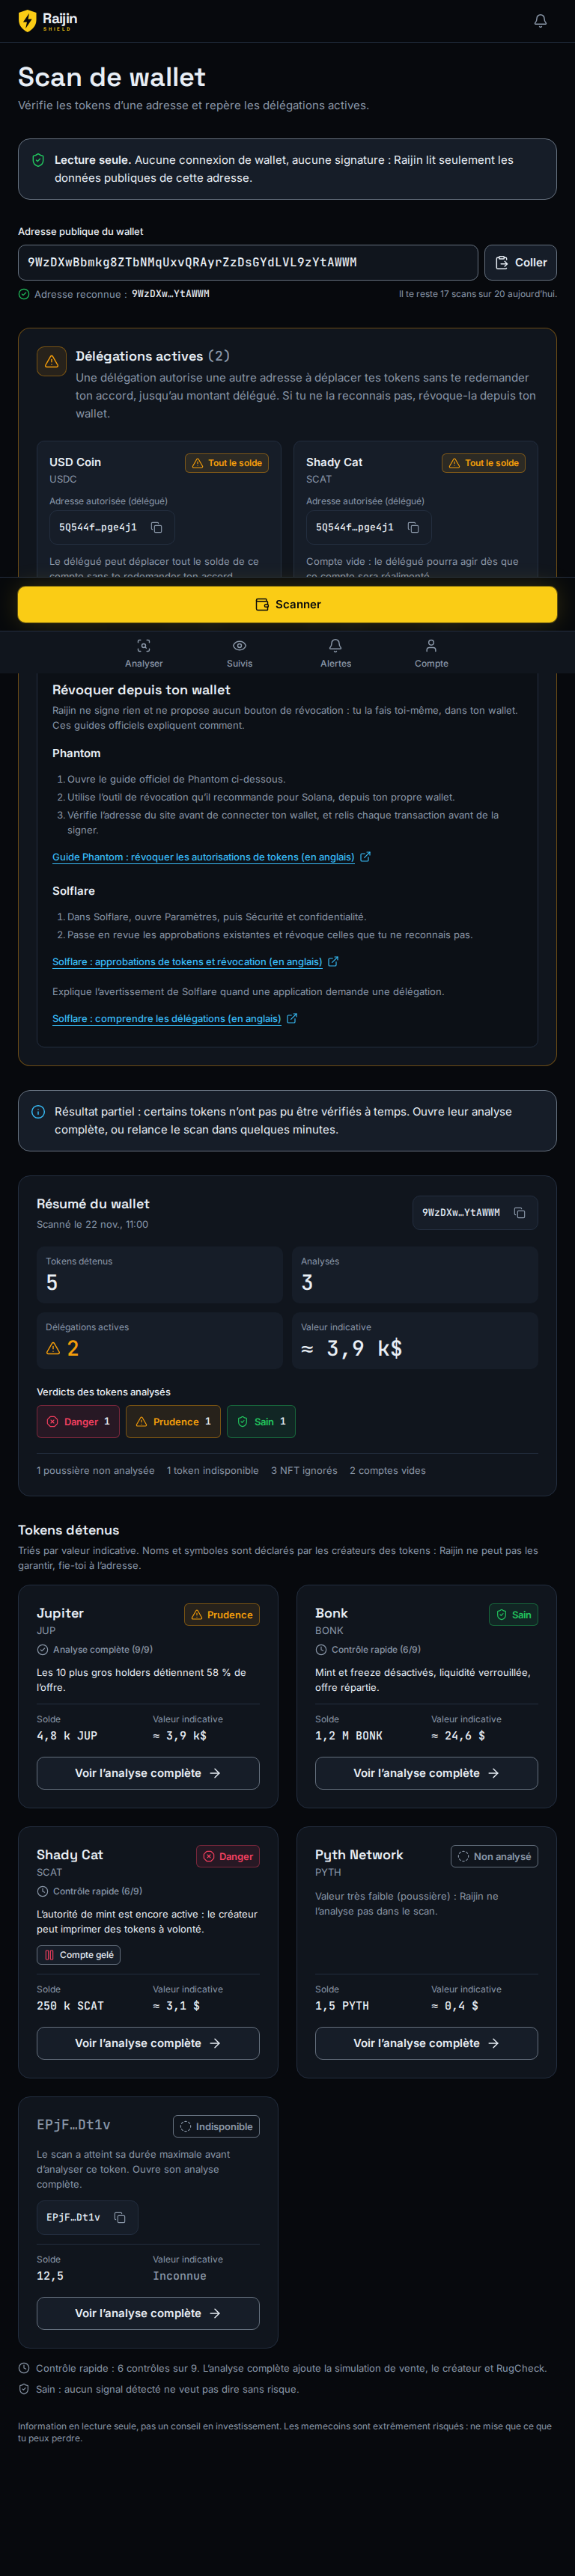 Raijin
SHIELD
Scan de wallet
Vérifie les tokens d’une adresse et repère les délégations actives.
Lecture seule. Aucune connexion de wallet, aucune signature : Raijin lit seulement les
données publiques de cette adresse.
Adresse publique du wallet
9WzDXwBbmkg8ZTbNMqUxvQRAyrZzDsGYdLVL9zYtAWWM
Coller
Adresse reconnue : 9WzDXw…YtAWWM
Il te reste 17 scans sur 20 aujourd’hui.
Délégations actives (2)
Une délégation autorise une autre adresse à déplacer tes tokens sans te redemander
ton accord, jusqu’au montant délégué. Si tu ne la reconnais pas, révoque-la depuis ton
wallet.
USD Coin
Tout le solde
USDC
Adresse autorisée (délégué)
5Q544f…pge4j1
Le délégué peut déplacer tout le solde de ce
compte sans te redemander ton accord.
Shady Cat
Tout le solde
SCAT
Adresse autorisée (délégué)
5Q544f…pge4j1
Compte vide : le délégué pourra agir dès que
ce compte sera réalimenté.
Scanner
Analyser
Suivis
Alertes
Compte
Révoquer depuis ton wallet
Raijin ne signe rien et ne propose aucun bouton de révocation : tu la fais toi-même, dans ton wallet.
Ces guides officiels expliquent comment.
Phantom
1. Ouvre le guide officiel de Phantom ci-dessous.
2. Utilise l’outil de révocation qu’il recommande pour Solana, depuis ton propre wallet.
3. Vérifie l’adresse du site avant de connecter ton wallet, et relis chaque transaction avant de la
signer.
Guide Phantom : révoquer les autorisations de tokens (en anglais)
Solflare
1. Dans Solflare, ouvre Paramètres, puis Sécurité et confidentialité.
2. Passe en revue les approbations existantes et révoque celles que tu ne reconnais pas.
Solflare : approbations de tokens et révocation (en anglais)
Explique l’avertissement de Solflare quand une application demande une délégation.
Solflare : comprendre les délégations (en anglais)
Résultat partiel : certains tokens n’ont pas pu être vérifiés à temps. Ouvre leur analyse
complète, ou relance le scan dans quelques minutes.
Résumé du wallet
Scanné le 22 nov., 11:00
9WzDXw…YtAWWM
Tokens détenus
5
Analysés
3
Délégations actives
2
Valeur indicative
≈ 3,9 k$
Verdicts des tokens analysés
Danger 1
Prudence 1
Sain 1
1 poussière non analysée 1 token indisponible 3 NFT ignorés 2 comptes vides
Tokens détenus
Triés par valeur indicative. Noms et symboles sont déclarés par les créateurs des tokens : Raijin ne peut pas les
garantir, fie-toi à l’adresse.
Jupiter
Prudence
JUP
Analyse complète (9/9)
Les 10 plus gros holders détiennent 58 % de
l’offre.
Solde
Valeur indicative
4,8 k JUP
≈ 3,9 k$
Voir l’analyse complète
Bonk
Sain
BONK
Contrôle rapide (6/9)
Mint et freeze désactivés, liquidité verrouillée,
offre répartie.
Solde
Valeur indicative
1,2 M BONK
≈ 24,6 $
Voir l’analyse complète
Shady Cat
Danger
SCAT
Contrôle rapide (6/9)
L’autorité de mint est encore active : le créateur
peut imprimer des tokens à volonté.
Compte gelé
Solde
Valeur indicative
250 k SCAT
≈ 3,1 $
Voir l’analyse complète
Pyth Network
Non analysé
PYTH
Valeur très faible (poussière) : Raijin ne
l’analyse pas dans le scan.
Solde
Valeur indicative
1,5 PYTH
≈ 0,4 $
Voir l’analyse complète
EPjF…Dt1v
Indisponible
Le scan a atteint sa durée maximale avant
d’analyser ce token. Ouvre son analyse
complète.
EPjF…Dt1v
Solde
Valeur indicative
12,5
Inconnue
Voir l’analyse complète
Contrôle rapide : 6 contrôles sur 9. L’analyse complète ajoute la simulation de vente, le créateur et RugCheck.
Sain : aucun signal détecté ne veut pas dire sans risque.
Information en lecture seule, pas un conseil en investissement. Les memecoins sont extrêmement risqués : ne mise que ce que
tu peux perdre.